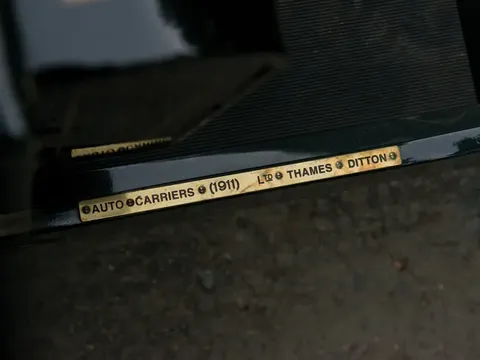 AUTO CARRIERS (1911) LTD THAMES DITTON